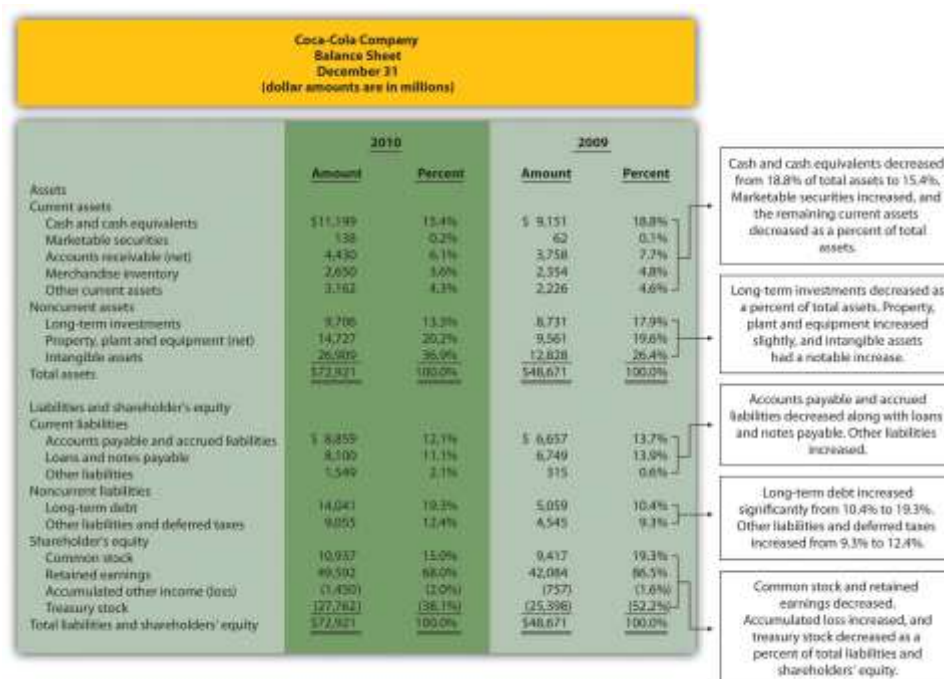 Coca-Cola Company
Balance Sheet
December 31
(dollar amounts are in millions)
2010 2009
Amount Percent Amount Percent
Assets
Current assets
Cash and cash equivalents $11,199 15.4% $ 9,151 18.8%
Marketable securities 138 0.2% 62 0.1%
Accounts receivable (net) 4,430 6.1% 3,758 7.7%
Merchandise inventory 2,650 3.6% 2,354 4.8%
Other current assets 3,162 4.3% 2,226 4.6%
Noncurrent assets
Long-term investments 9,706 13.3% 8,731 17.9%
Property, plant and equipment (net) 14,727 20.2% 9,561 19.6%
Intangible assets 26,909 36.9% 12,828 26.4%
Total assets $72,921 100.0% $48,671 100.0%
Liabilities and shareholder's equity
Current liabilities
Accounts payable and accrued liabilities $ 8,859 12.1% $ 6,657 13.7%
Loans and notes payable 8,100 11.1% 6,749 13.9%
Other liabilities 1,549 2.1% 315 0.6%
Noncurrent liabilities
Long-term debt 14,041 19.3% 5,059 10.4%
Other liabilities and deferred taxes 9,055 12.4% 4,545 9.3%
Shareholder's equity
Common stock 10,937 15.0% 9,417 19.3%
Retained earnings 49,592 68.0% 42,084 86.5%
Accumulated other income (loss) (1,450) (2.0%) (757) (1.6%)
Treasury stock (27,762) (38.1%) (25,398) (52.2%)
Total liabilities and shareholders' equity $72,921 100.0% $48,671 100.0%
Cash and cash equivalents decreased
from 18.8% of total assets to 15.4%.
Marketable securities increased, and
the remaining current assets
decreased as a percent of total
assets.
Long-term investments decreased as
a percent of total assets. Property,
plant and equipment increased
slightly, and intangible assets
had a notable increase.
Accounts payable and accrued
liabilities decreased along with loans
and notes payable. Other liabilities
increased.
Long-term debt increased
significantly from 10.4% to 19.3%.
Other liabilities and deferred taxes
increased from 9.3% to 12.4%.
Common stock and retained
earnings decreased.
Accumulated loss increased, and
treasury stock decreased as a
percent of total liabilities and
shareholders' equity.